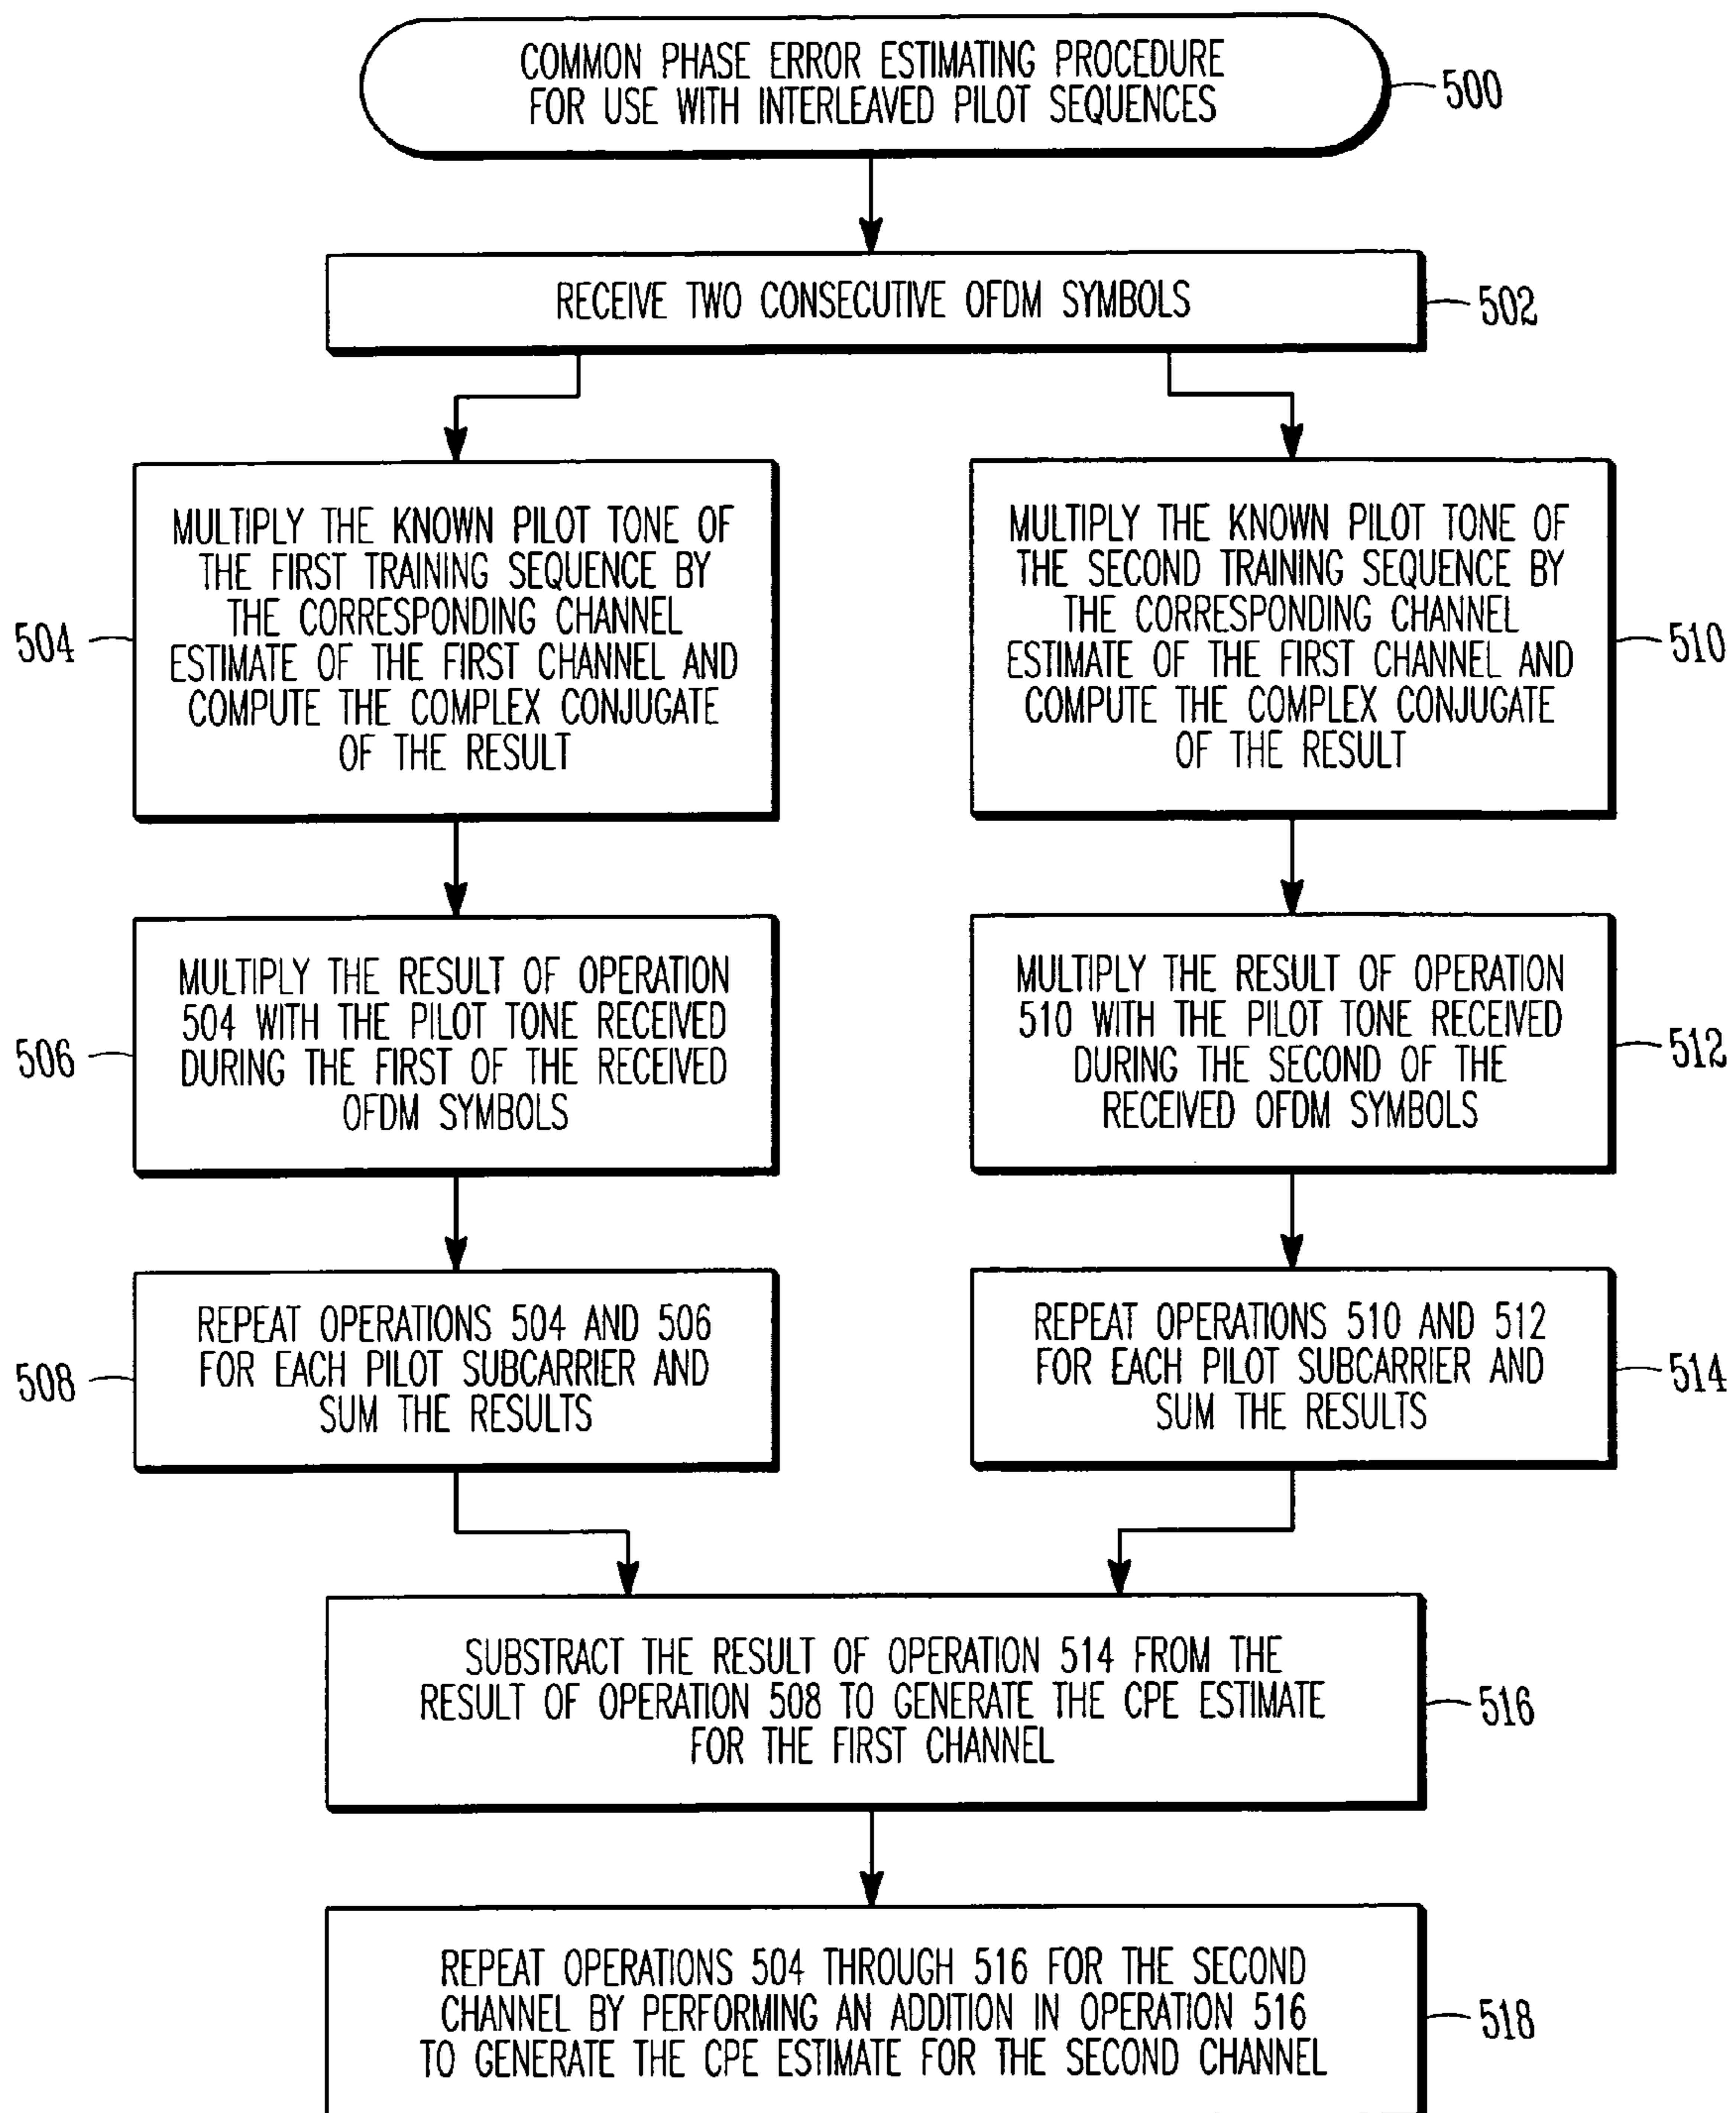 COMMON PHASE ERROR ESTIMATING PROCEDURE
FOR USE WITH INTERLEAVED PILOT SEQUENCES
500
RECEIVE TWO CONSECUTIVE OFDM SYMBOLS
502
MULTIPLY THE KNOWN PILOT TONE OF
THE FIRST TRAINING SEQUENCE BY
THE CORRESPONDING CHANNEL
ESTIMATE OF THE FIRST CHANNEL AND
COMPUTE THE COMPLEX CONJUGATE
OF THE RESULT
504
MULTIPLY THE KNOWN PILOT TONE OF
THE SECOND TRAINING SEQUENCE BY
THE CORRESPONDING CHANNEL
ESTIMATE OF THE FIRST CHANNEL AND
COMPUTE THE COMPLEX CONJUGATE
OF THE RESULT
510
MULTIPLY THE RESULT OF OPERATION
504 WITH THE PILOT TONE RECEIVED
DURING THE FIRST OF THE RECEIVED
OFDM SYMBOLS
506
MULTIPLY THE RESULT OF OPERATION
510 WITH THE PILOT TONE RECEIVED
DURING THE SECOND OF THE
RECEIVED OFDM SYMBOLS
512
REPEAT OPERATIONS 504 AND 506
FOR EACH PILOT SUBCARRIER AND
SUM THE RESULTS
508
REPEAT OPERATIONS 510 AND 512
FOR EACH PILOT SUBCARRIER AND
SUM THE RESULTS
514
SUBSTRACT THE RESULT OF OPERATION 514 FROM THE
RESULT OF OPERATION 508 TO GENERATE THE CPE ESTIMATE
FOR THE FIRST CHANNEL
516
REPEAT OPERATIONS 504 THROUGH 516 FOR THE SECOND
CHANNEL BY PERFORMING AN ADDITION IN OPERATION 516
TO GENERATE THE CPE ESTIMATE FOR THE SECOND CHANNEL
518